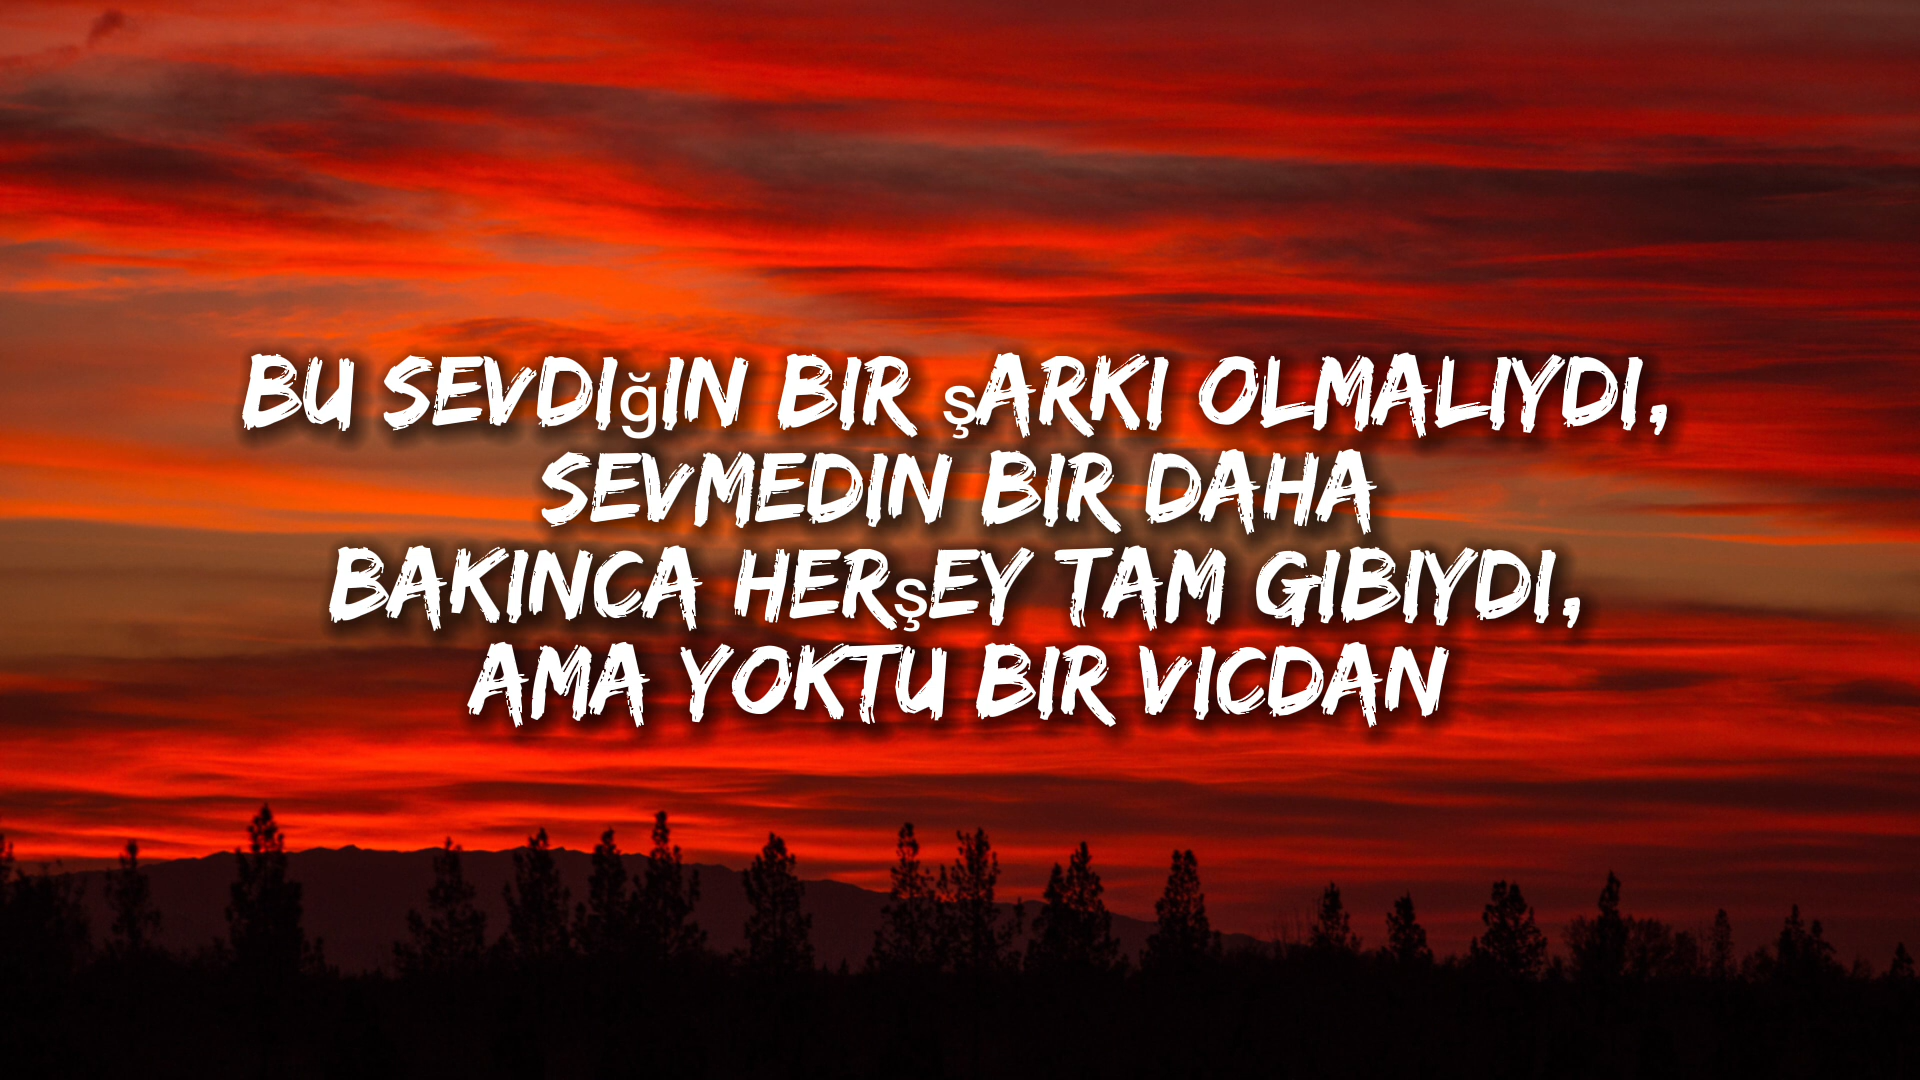 BU SEVDIğIN BIR şARKI OLMALIYDI,
SEVMEDIN BIR DAHA
BAKINCA HERşEY TAM GIBIYDI,
AMA YOKTU BIR VICDAN